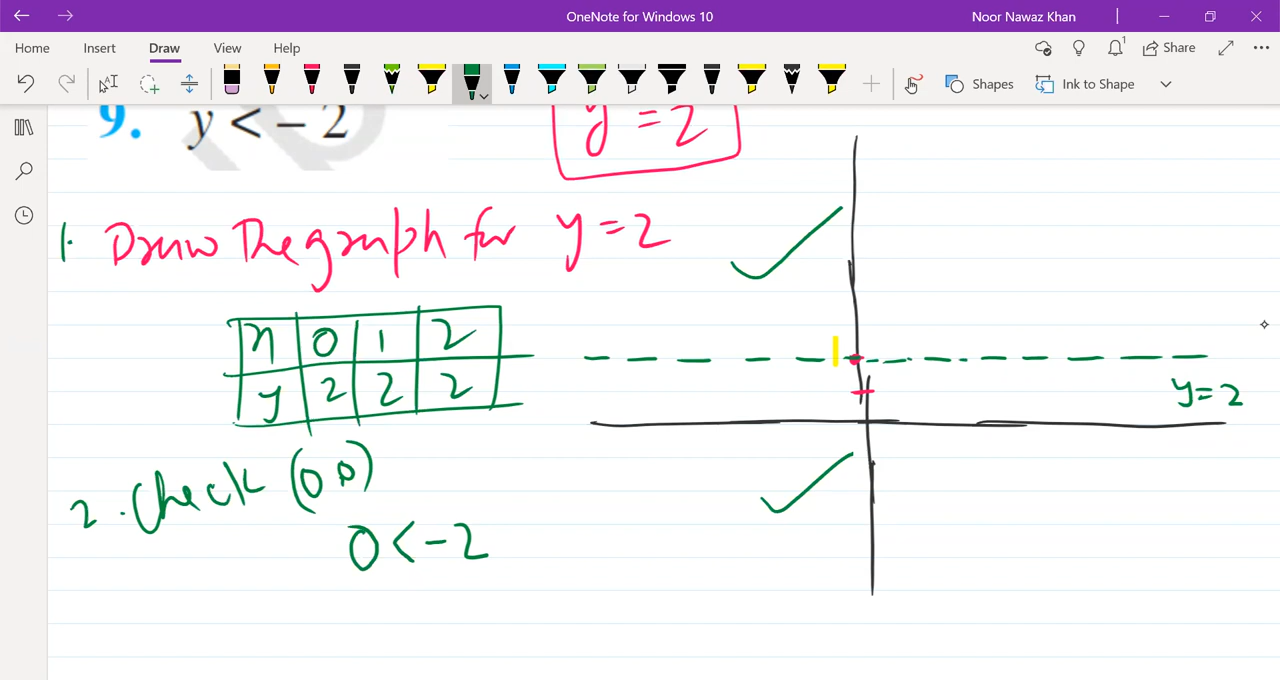 OneNote for Windows 10
Noor Nawaz Khan
Home Insert Draw View Help
1
Share
Shapes
Ink to Shape
9. y < - 2
y = 2
1. Draw The graph for y = 2
x 0 1 2
y 2 2 2
y = 2
2. Check (0 0)
0 < - 2